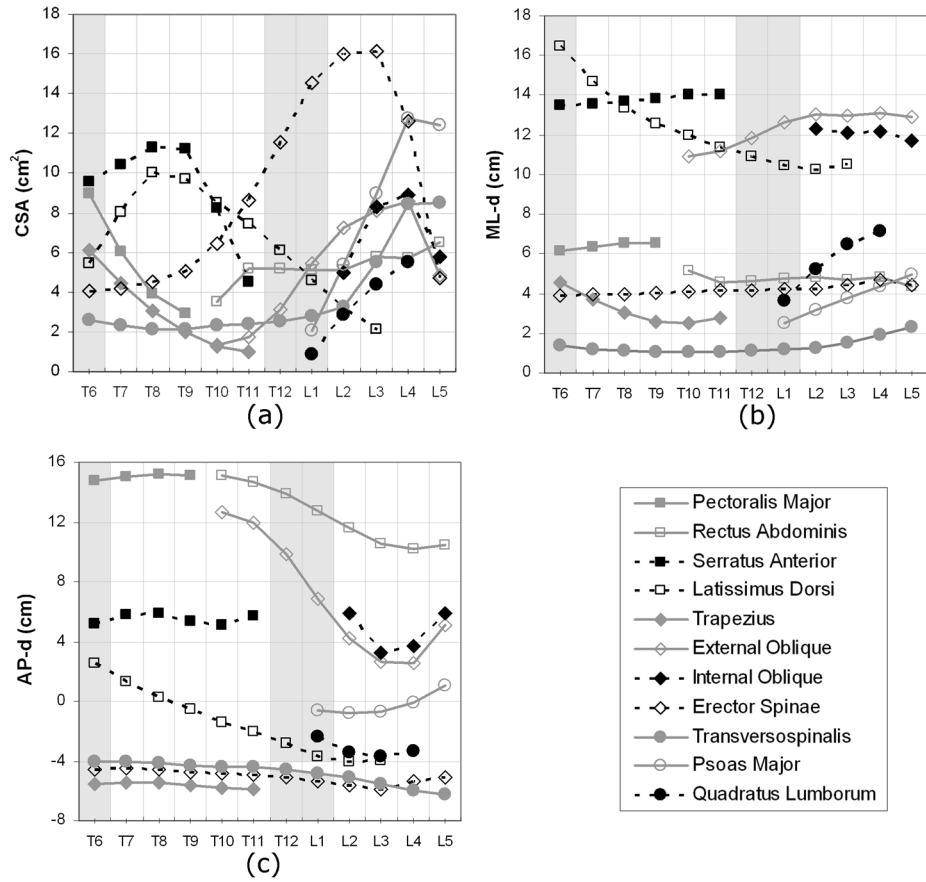 CSA (cm2)
18
16
14
12
10
8
6
4
2
0
T6 T7 T8 T9 T10 T11 T12 L1 L2 L3 L4 L5
(a)
ML-d (cm)
18
16
14
12
10
8
6
4
2
0
T6 T7 T8 T9 T10 T11 T12 L1 L2 L3 L4 L5
(b)
AP-d (cm)
16
12
8
4
0
-4
-8
T6 T7 T8 T9 T10 T11 T12 L1 L2 L3 L4 L5
(c)
Pectoralis Major
Rectus Abdominis
Serratus Anterior
Latissimus Dorsi
Trapezius
External Oblique
Internal Oblique
Erector Spinae
Transversospinalis
Psoas Major
Quadratus Lumborum